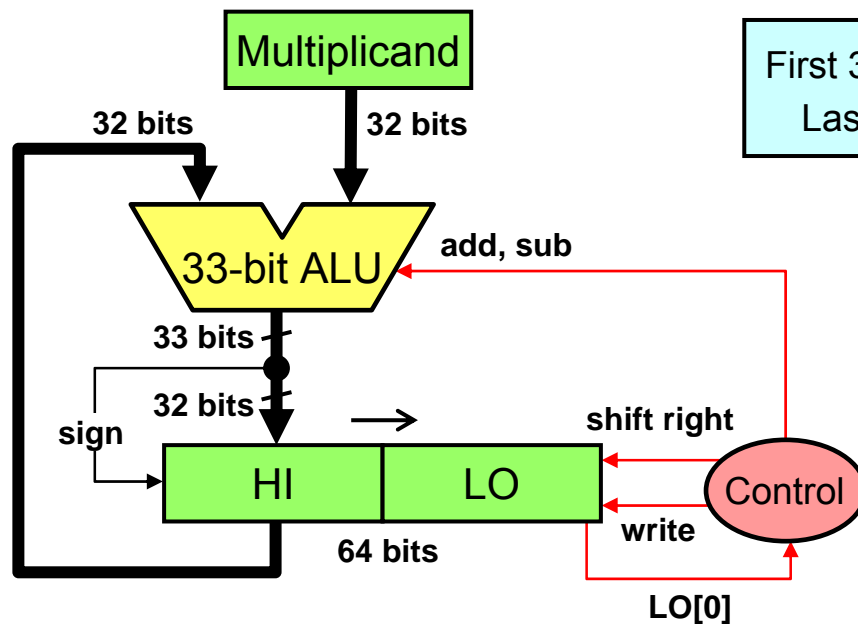 Multiplicand
First
Las
32 bits
32 bits
33-bit ALU
add, sub
33 bits
32 bits
sign
shift right
HI
LO
Control
write
64 bits
LO[0]